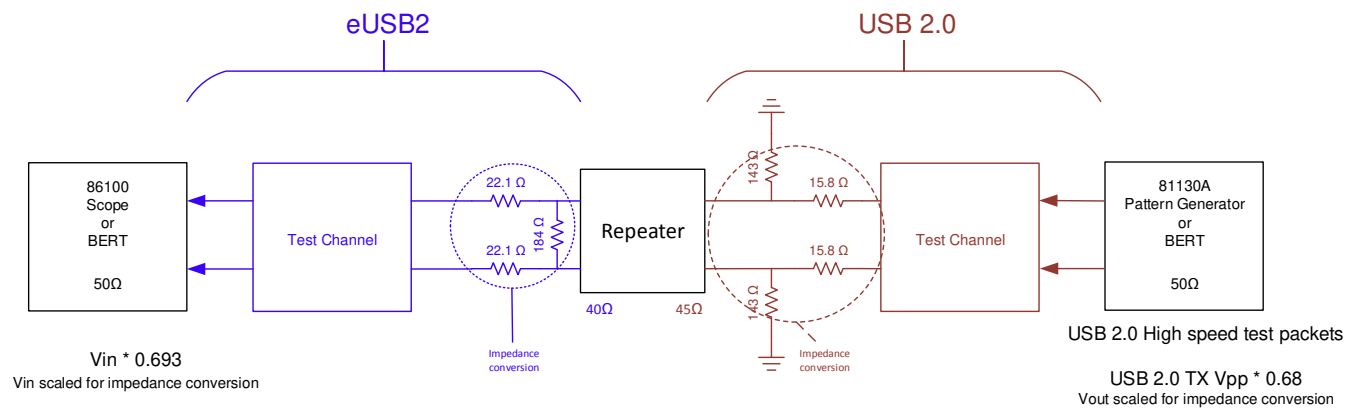 eUSB2
USB 2.0
86100
Scope
or
BERT
50Ω
Test Channel
22.1 Ω
184 Ω
22.1 Ω
Impedance
conversion
Repeater
40Ω
45Ω
143 Ω
15.8 Ω
15.8 Ω
143 Ω
Impedance
conversion
Test Channel
81130A
Pattern Generator
or
BERT
50Ω
Vin * 0.693
Vin scaled for impedance conversion
USB 2.0 High speed test packets
USB 2.0 TX Vpp * 0.68
Vout scaled for impedance conversion